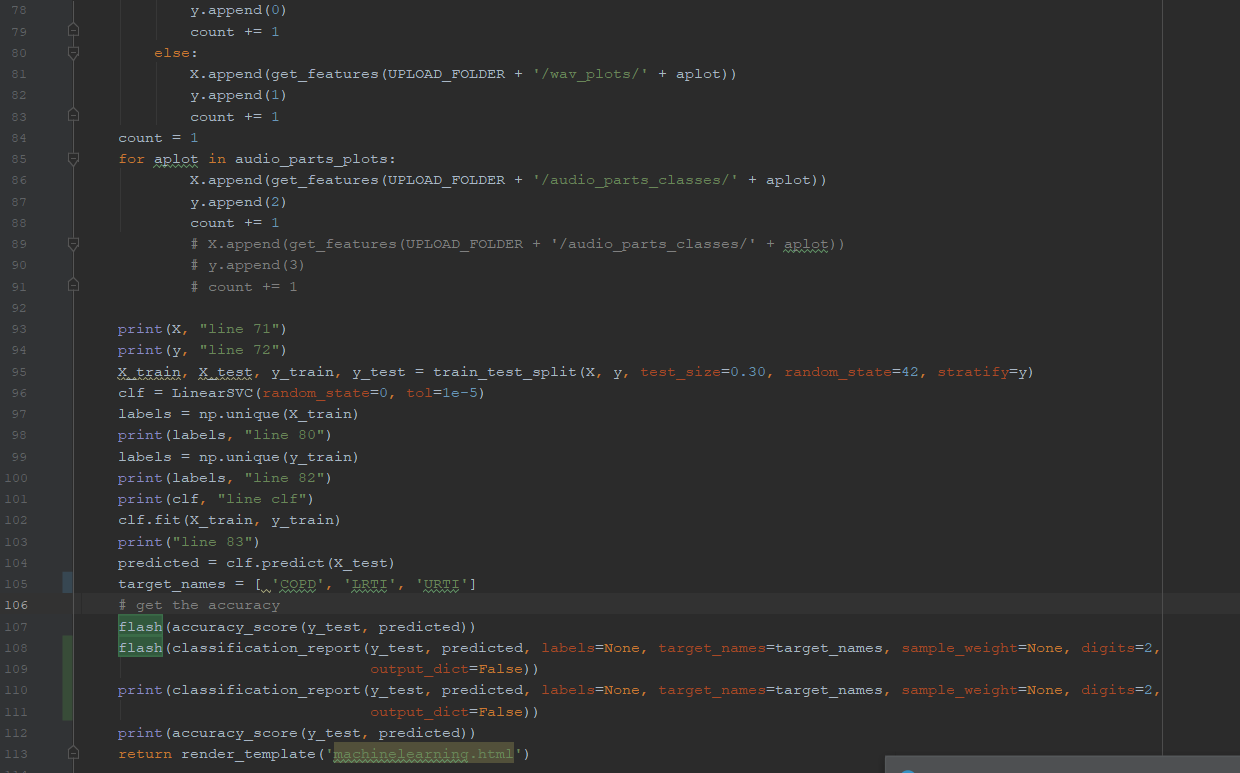 78 y.append(0)
79 count += 1
80 else:
81 X.append(get_features(UPLOAD_FOLDER + '/wav_plots/' + aplot))
82 y.append(1)
83 count += 1
84 count = 1
85 for aplot in audio_parts_plots:
86 X.append(get_features(UPLOAD_FOLDER + '/audio_parts_classes/' + aplot))
87 y.append(2)
88 count += 1
89 # X.append(get_features(UPLOAD_FOLDER + '/audio_parts_classes/' + aplot))
90 # y.append(3)
91 # count += 1
92
93 print(X, "line 71")
94 print(y, "line 72")
95 X_train, X_test, y_train, y_test = train_test_split(X, y, test_size=0.30, random_state=42, stratify=y)
96 clf = LinearSVC(random_state=0, tol=1e-5)
97 labels = np.unique(X_train)
98 print(labels, "line 80")
99 labels = np.unique(y_train)
100 print(labels, "line 82")
101 print(clf, "line clf")
102 clf.fit(X_train, y_train)
103 print("line 83")
104 predicted = clf.predict(X_test)
105 target_names = [ 'COPD', 'LRTI', 'URTI']
106 # get the accuracy
107 flash(accuracy_score(y_test, predicted))
108 flash(classification_report(y_test, predicted, labels=None, target_names=target_names, sample_weight=None, digits=2,
109 output_dict=False))
110 print(classification_report(y_test, predicted, labels=None, target_names=target_names, sample_weight=None, digits=2,
111 output_dict=False))
112 print(accuracy_score(y_test, predicted))
113 return render_template('machinelearning.html')